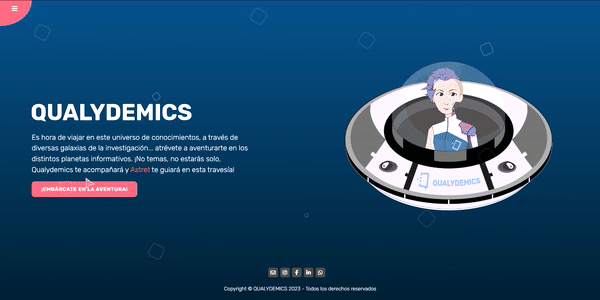 QUALYDEMICS
Es hora de viajar en este universo de conocimientos, a través de
diversas galaxias de la investigación... atrévete a aventurarte en los
distintos planetas informativos. ¡No temas, no estarás solo,
Qualydemics te acompañará y Astret te guiará en esta travesía!
¡EMBÁRCATE EN LA AVENTURA!
QUALYDEMICS
Copyright © QUALYDEMICS 2023 - Todos los derechos reservados